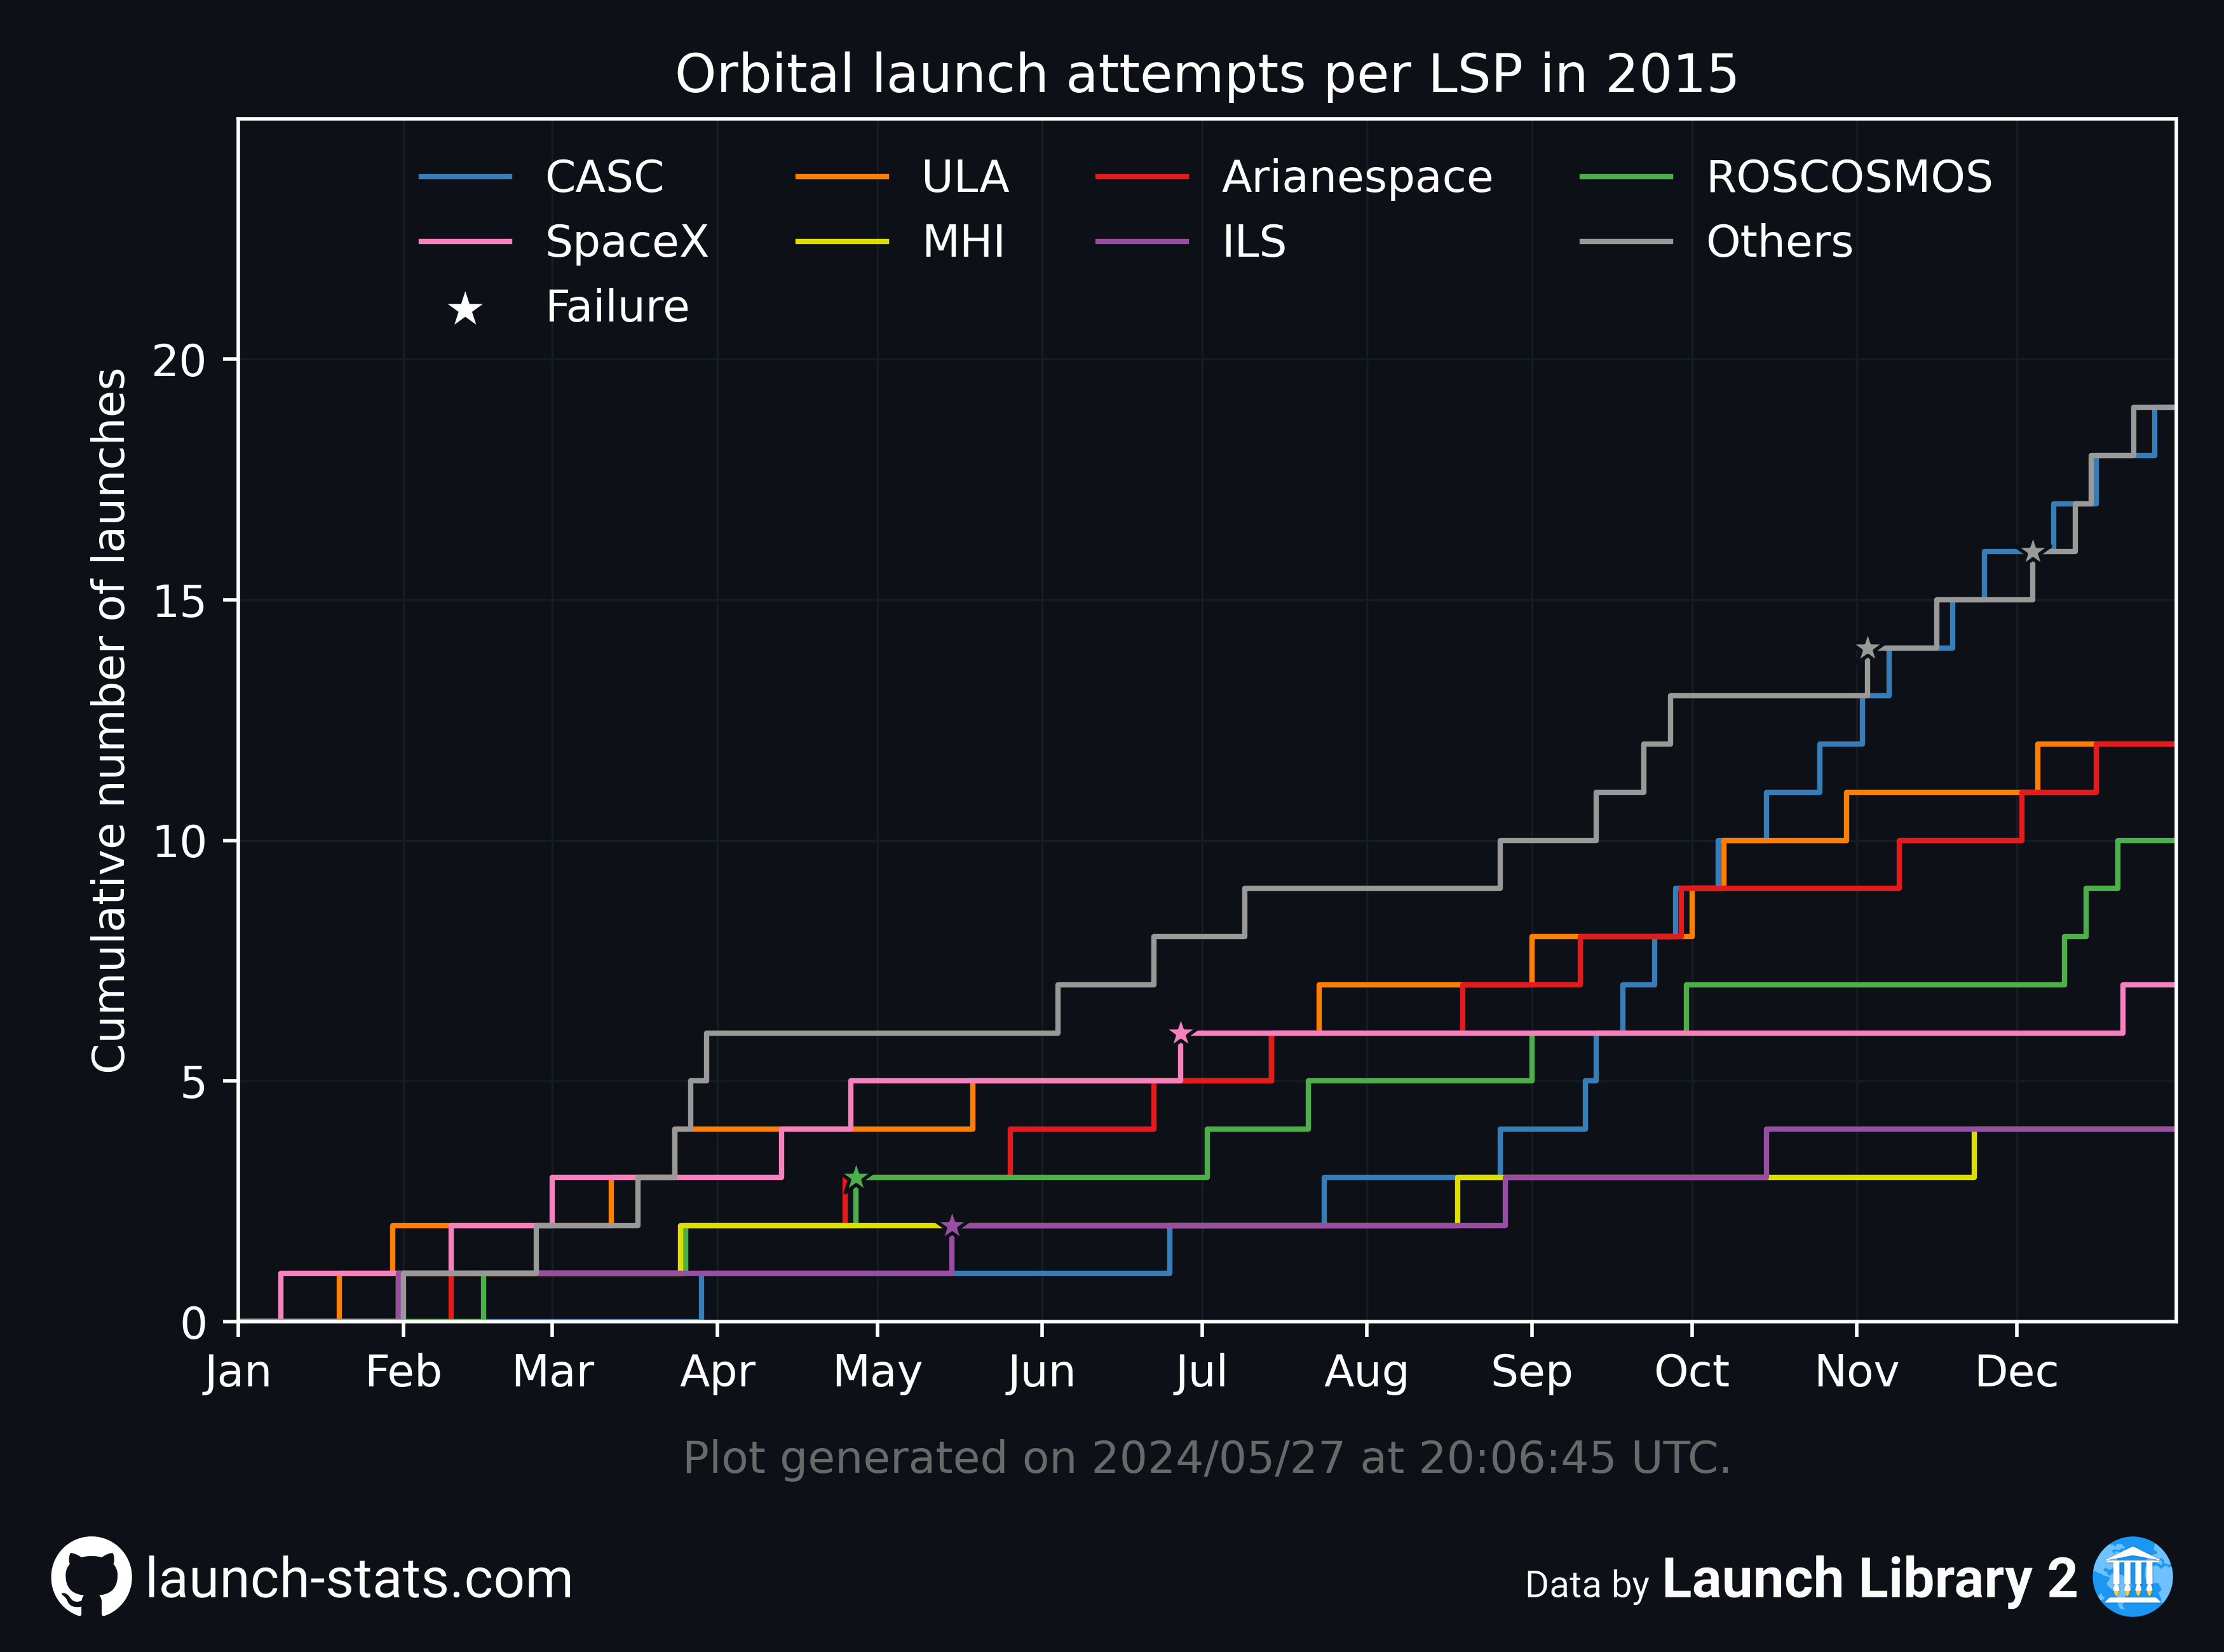 Orbital launch attempts per LSP in 2015
CASC ULA Arianespace ROSCOSMOS
SpaceX MHI ILS Others
Failure
Cumulative number of launches
20
15
10
5
0
Jan Feb Mar Apr May Jun Jul Aug Sep Oct Nov Dec
Plot generated on 2024/05/27 at 20:06:45 UTC.
launch-stats.com
Data by Launch Library 2